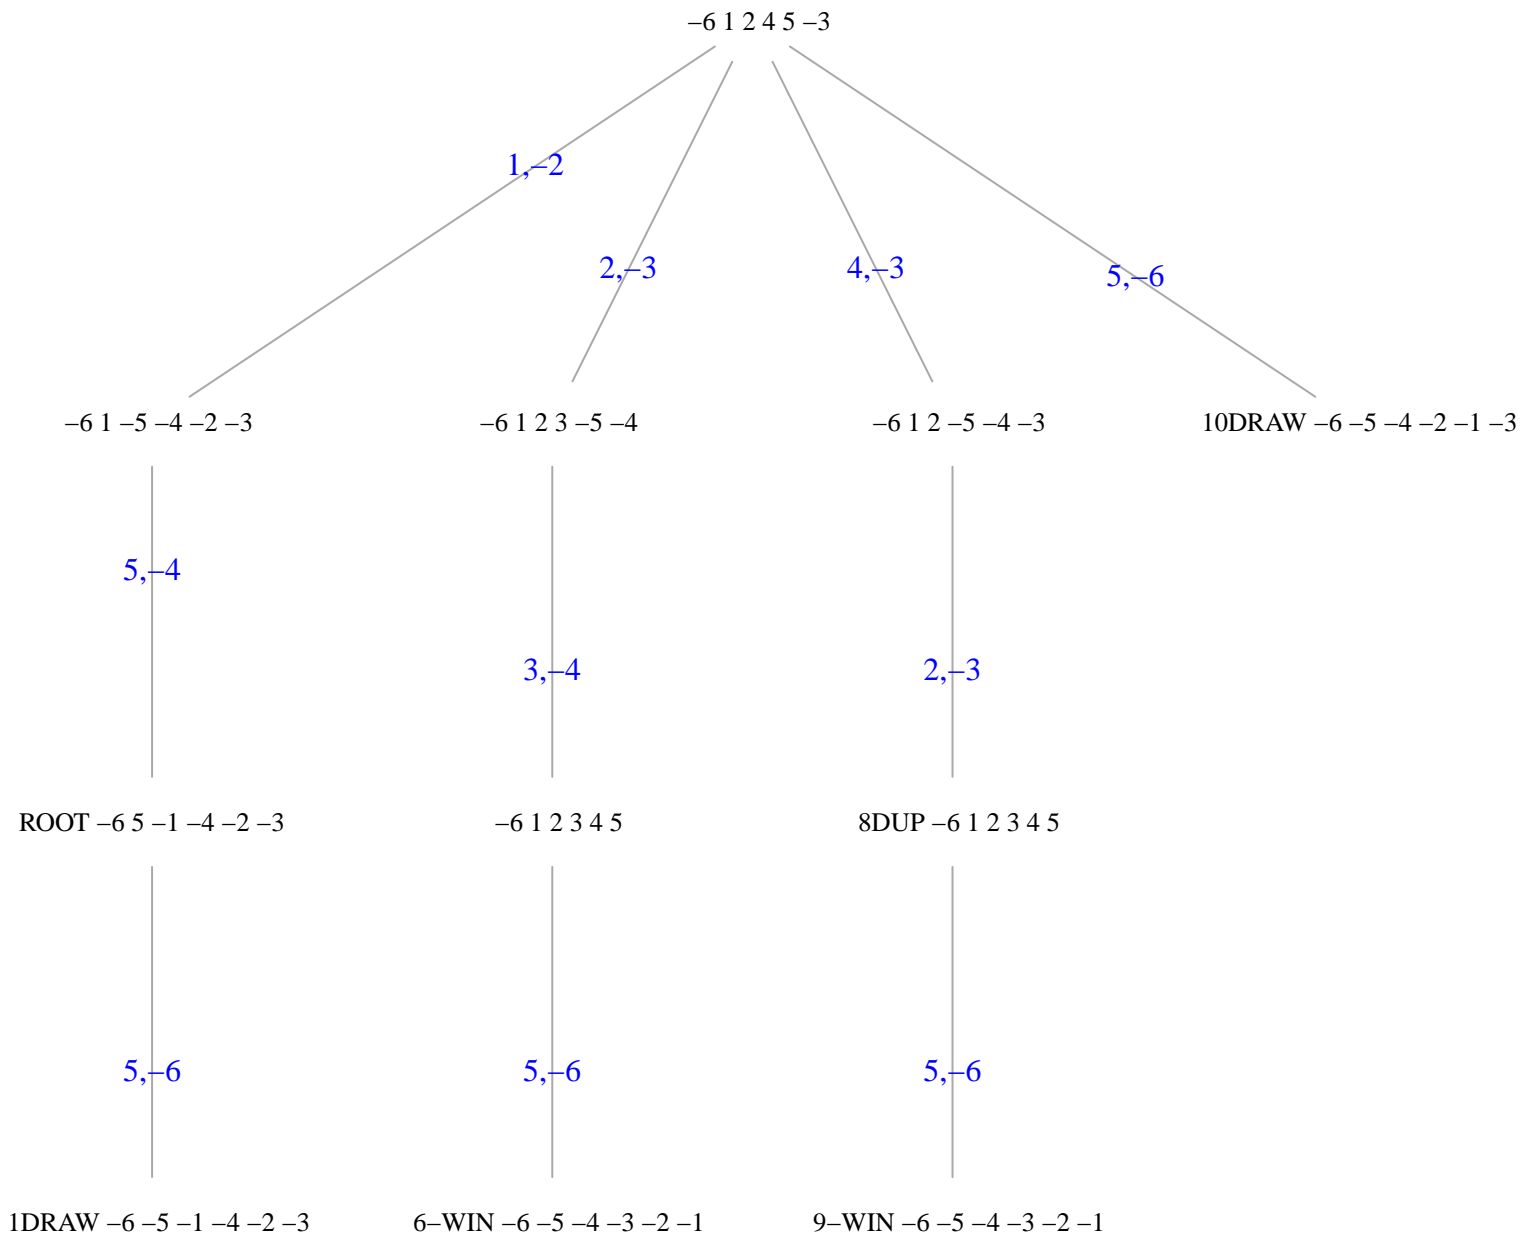 −6 1 2 4 5 −3
1,−2
2,−3
4,−3
5,−6
−6 1 −5 −4 −2 −3
−6 1 2 3 −5 −4
−6 1 2 −5 −4 −3
10DRAW −6 −5 −4 −2 −1 −3
5,−4
3,−4
2,−3
ROOT −6 5 −1 −4 −2 −3
−6 1 2 3 4 5
8DUP −6 1 2 3 4 5
5,−6
5,−6
5,−6
1DRAW −6 −5 −1 −4 −2 −3
6−WIN −6 −5 −4 −3 −2 −1
9−WIN −6 −5 −4 −3 −2 −1